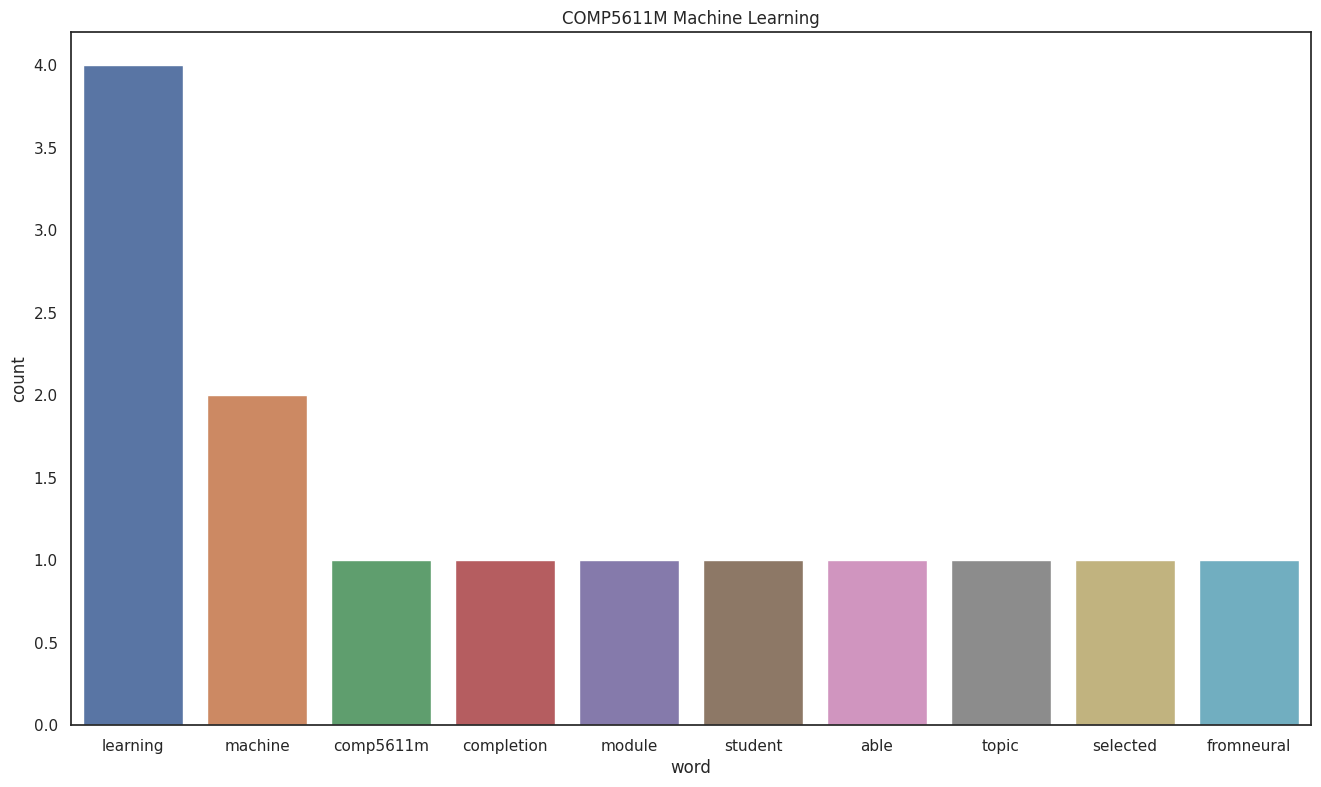 COMP5611M Machine Learning
count
4.0
3.5
3.0
2.5
2.0
1.5
1.0
0.5
0.0
learning machine comp5611m completion module student able topic selected fromneural
word